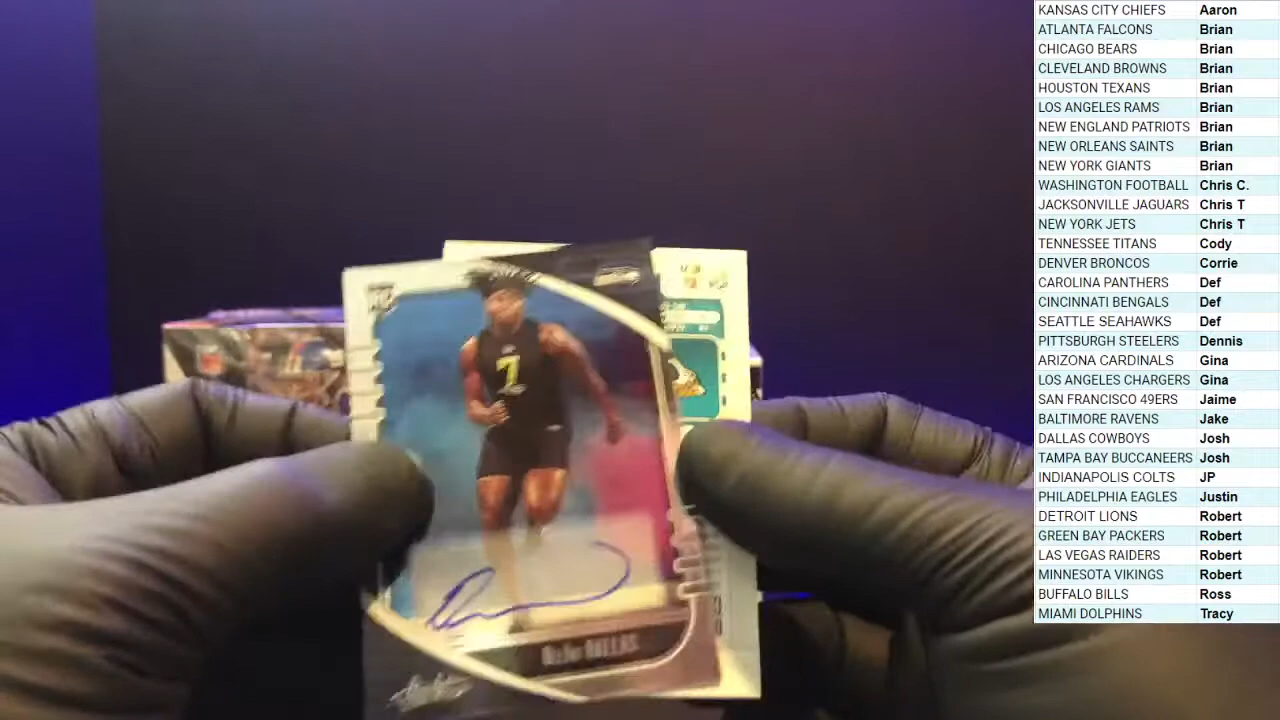 KANSAS CITY CHIEFS Aaron
ATLANTA FALCONS Brian
CHICAGO BEARS Brian
CLEVELAND BROWNS Brian
HOUSTON TEXANS Brian
LOS ANGELES RAMS Brian
NEW ENGLAND PATRIOTS Brian
NEW ORLEANS SAINTS Brian
NEW YORK GIANTS Brian
WASHINGTON FOOTBALL Chris C.
JACKSONVILLE JAGUARS Chris T
NEW YORK JETS Chris T
TENNESSEE TITANS Cody
DENVER BRONCOS Corrie
CAROLINA PANTHERS Def
CINCINNATI BENGALS Def
SEATTLE SEAHAWKS Def
PITTSBURGH STEELERS Dennis
ARIZONA CARDINALS Gina
LOS ANGELES CHARGERS Gina
SAN FRANCISCO 49ERS Jaime
BALTIMORE RAVENS Jake
DALLAS COWBOYS Josh
TAMPA BAY BUCCANEERS Josh
INDIANAPOLIS COLTS JP
PHILADELPHIA EAGLES Justin
DETROIT LIONS Robert
GREEN BAY PACKERS Robert
LAS VEGAS RAIDERS Robert
MINNESOTA VIKINGS Robert
BUFFALO BILLS Ross
MIAMI DOLPHINS Tracy
7
DeeJay DALLAS